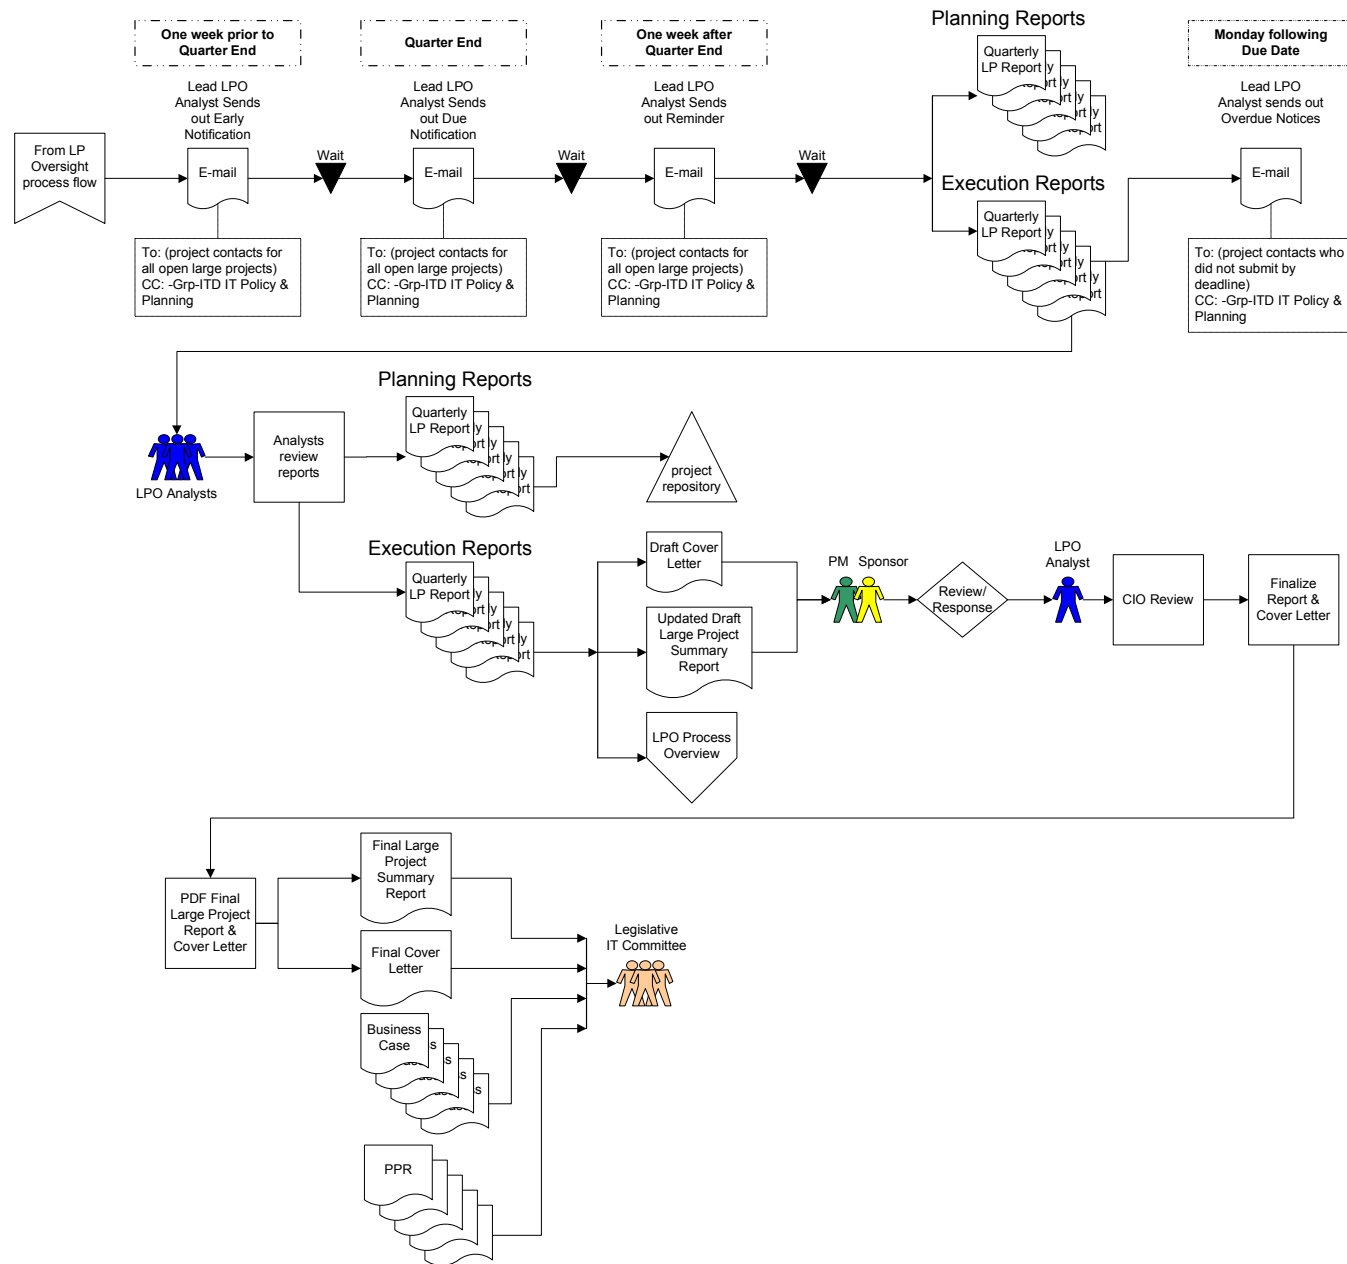 One week prior to
Quarter End
Quarter End
One week after
Quarter End
Planning Reports
Monday following
Due Date
Lead LPO
Analyst Sends
out Early
Notification
Lead LPO
Analyst Sends
out Due
Notification
Lead LPO
Analyst Sends
out Reminder
Quarterly
LP Report
Lead LPO
Analyst sends out
Overdue Notices
From LP
Oversight
process flow
E-mail
Wait
E-mail
Wait
E-mail
Wait
Execution Reports
Quarterly
LP Report
E-mail
To: (project contacts for
all open large projects)
CC: -Grp-ITD IT Policy &
Planning
To: (project contacts for
all open large projects)
CC: -Grp-ITD IT Policy &
Planning
To: (project contacts for
all open large projects)
CC: -Grp-ITD IT Policy &
Planning
To: (project contacts who
did not submit by
deadline)
CC: -Grp-ITD IT Policy &
Planning
LPO Analysts
Analysts
review
reports
Planning Reports
Quarterly
LP Report
project
repository
Execution Reports
Quarterly
LP Report
Draft Cover
Letter
Updated Draft
Large Project
Summary
Report
LPO Process
Overview
PM
Sponsor
Review/
Response
LPO
Analyst
CIO Review
Finalize
Report &
Cover Letter
PDF Final
Large Project
Report &
Cover Letter
Final Large
Project
Summary
Report
Final Cover
Letter
Business
Case
PPR
Legislative
IT Committee